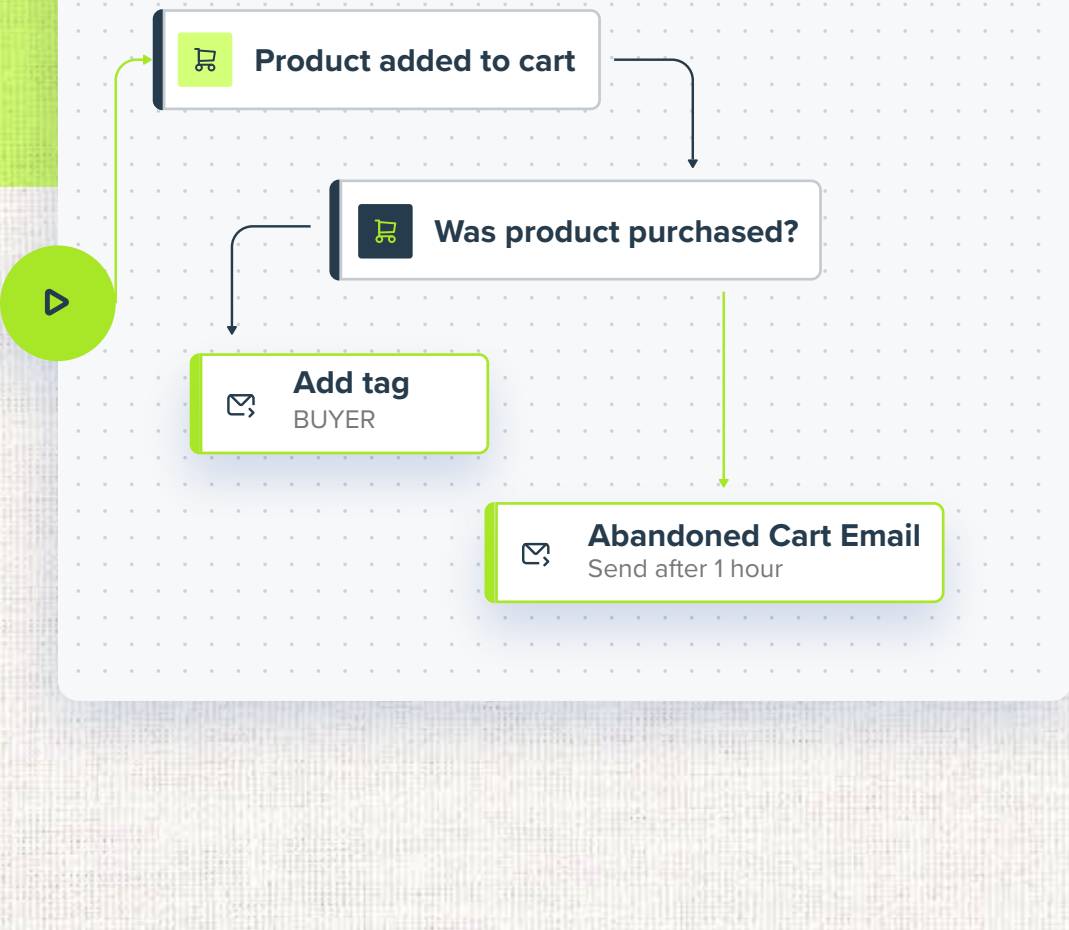 Product added to cart
Was product purchased?
Add tag
BUYER
Abandoned Cart Email
Send after 1 hour